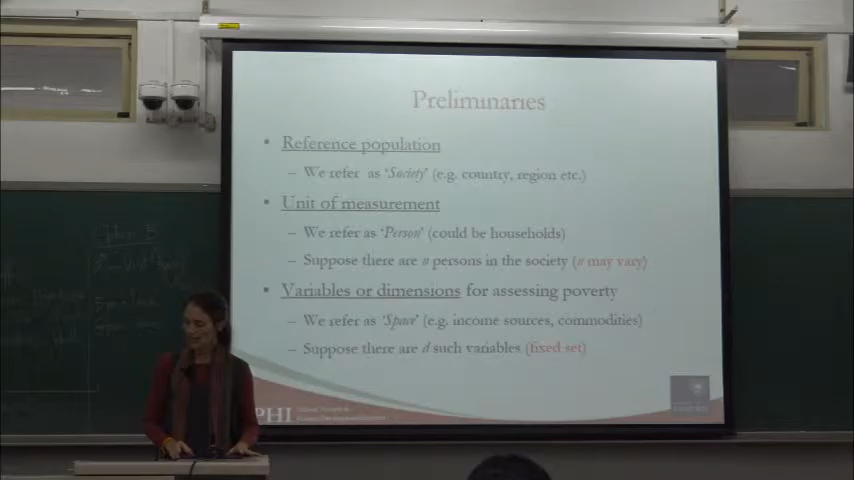 Preliminaries
• Reference population
– We refer as 'Society' (e.g. country, region etc.)
• Unit of measurement
– We refer as 'Person' (could be households)
– Suppose there are n persons in the society (n may vary)
• Variables or dimensions for assessing poverty
– We refer as 'Space' (e.g. income sources, commodities)
– Suppose there are d such variables (fixed set)
PHI